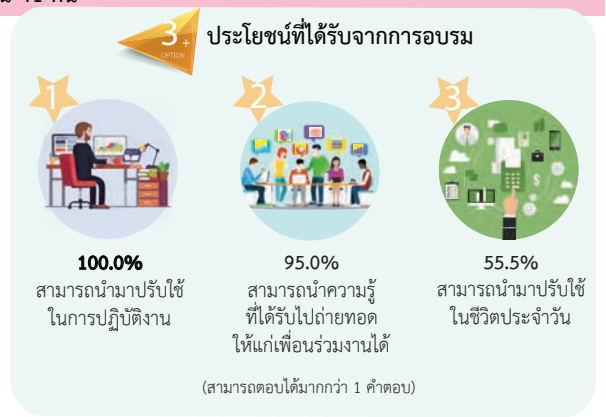 3+
OPTION
ประโยชน์ที่ได้รับจากการอบรม
1
2
3
100.0%
สามารถนำมาปรับใช้
ในการปฏิบัติงาน
95.0%
สามารถนำความรู้
ที่ได้รับไปถ่ายทอด
ให้แก่เพื่อนร่วมงานได้
55.5%
สามารถนำมาปรับใช้
ในชีวิตประจำวัน
(สามารถตอบได้มากกว่า 1 คำตอบ)